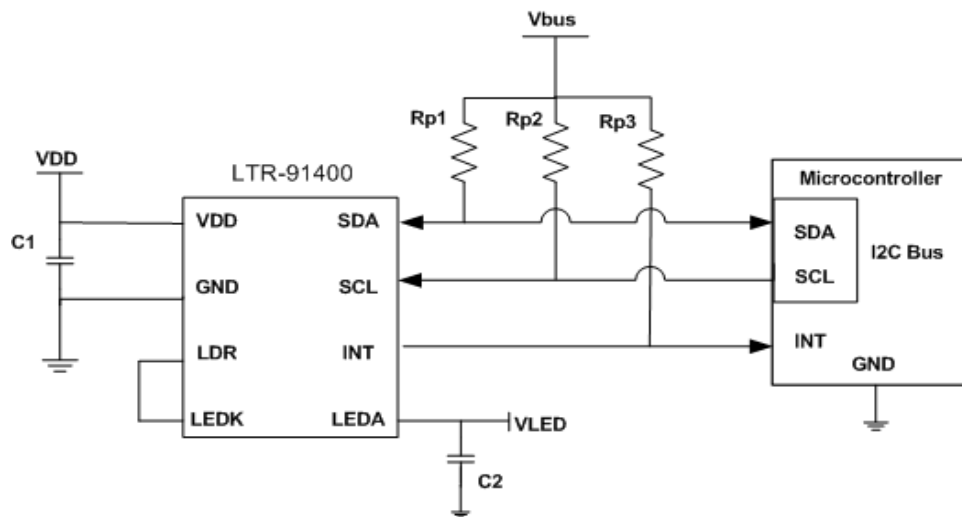 Vbus
Rp1
Rp2
Rp3
VDD
LTR-91400
Microcontroller
C1
VDD
SDA
SDA
I2C Bus
GND
SCL
SCL
LDR
INT
INT
GND
LEDK
LEDA
VLED
C2